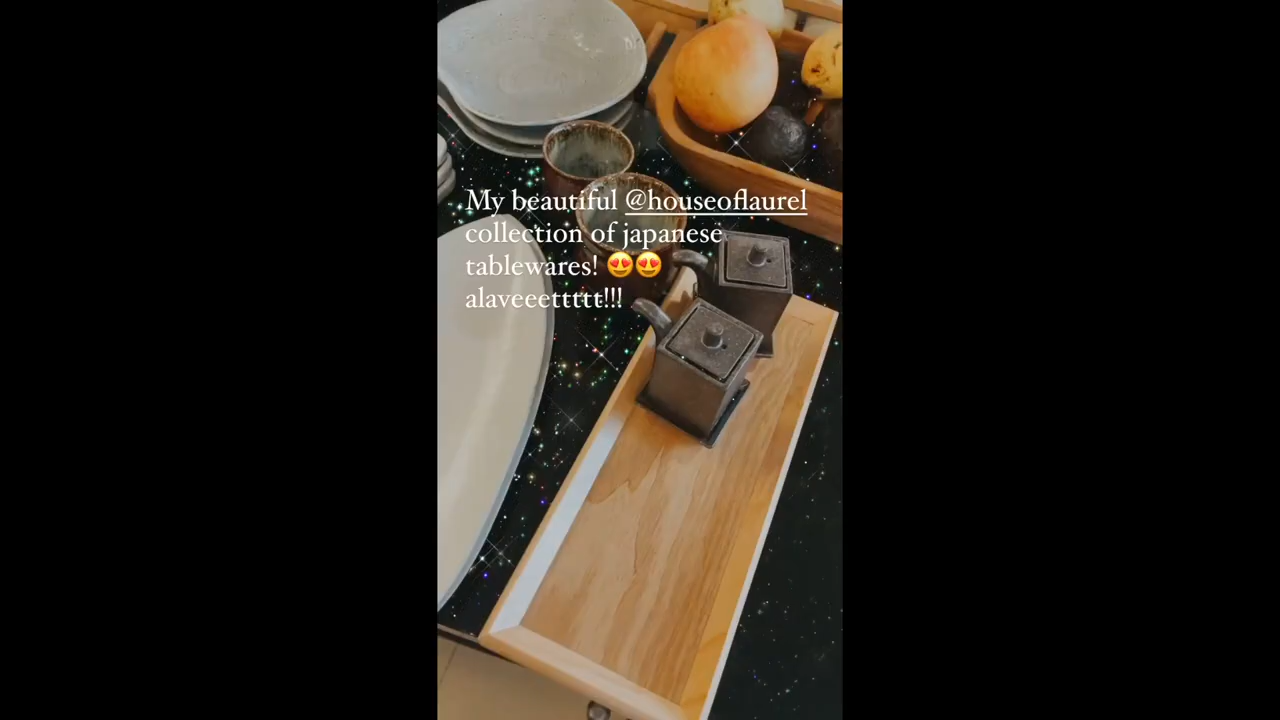 My beautiful @houseoflaurel
collection of japanese
tablewares! 😍😍
alaveeettttt!!!